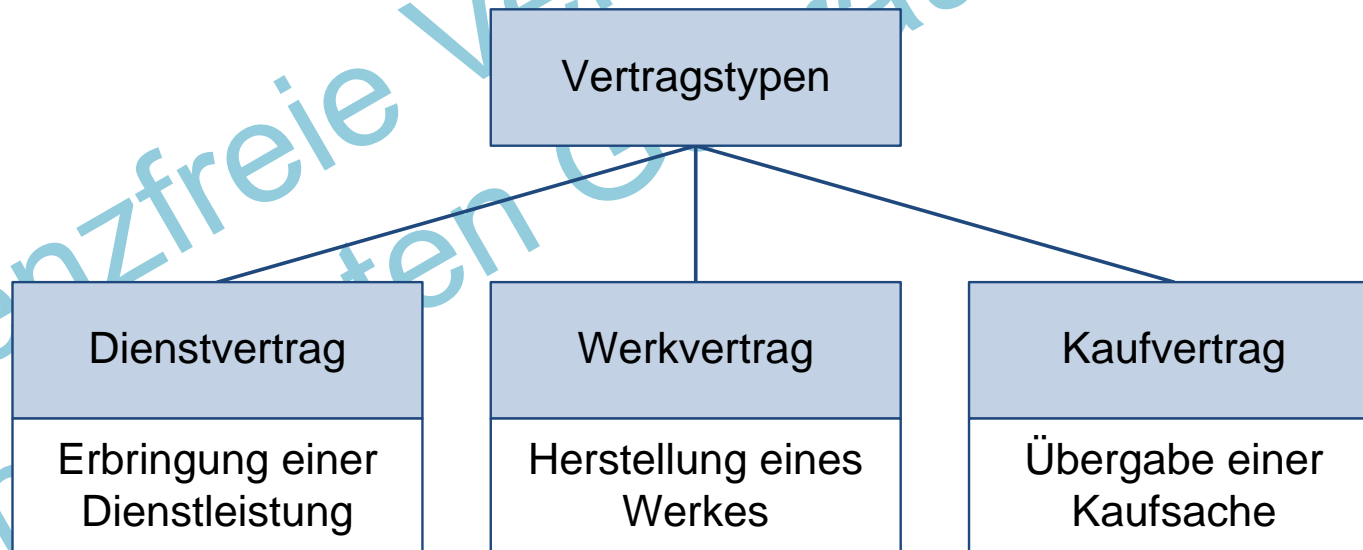 Vertragstypen
Dienstvertrag
Werkvertrag
Kaufvertrag
Erbringung einer
Dienstleistung
Herstellung eines
Werkes
Übergabe einer
Kaufsache